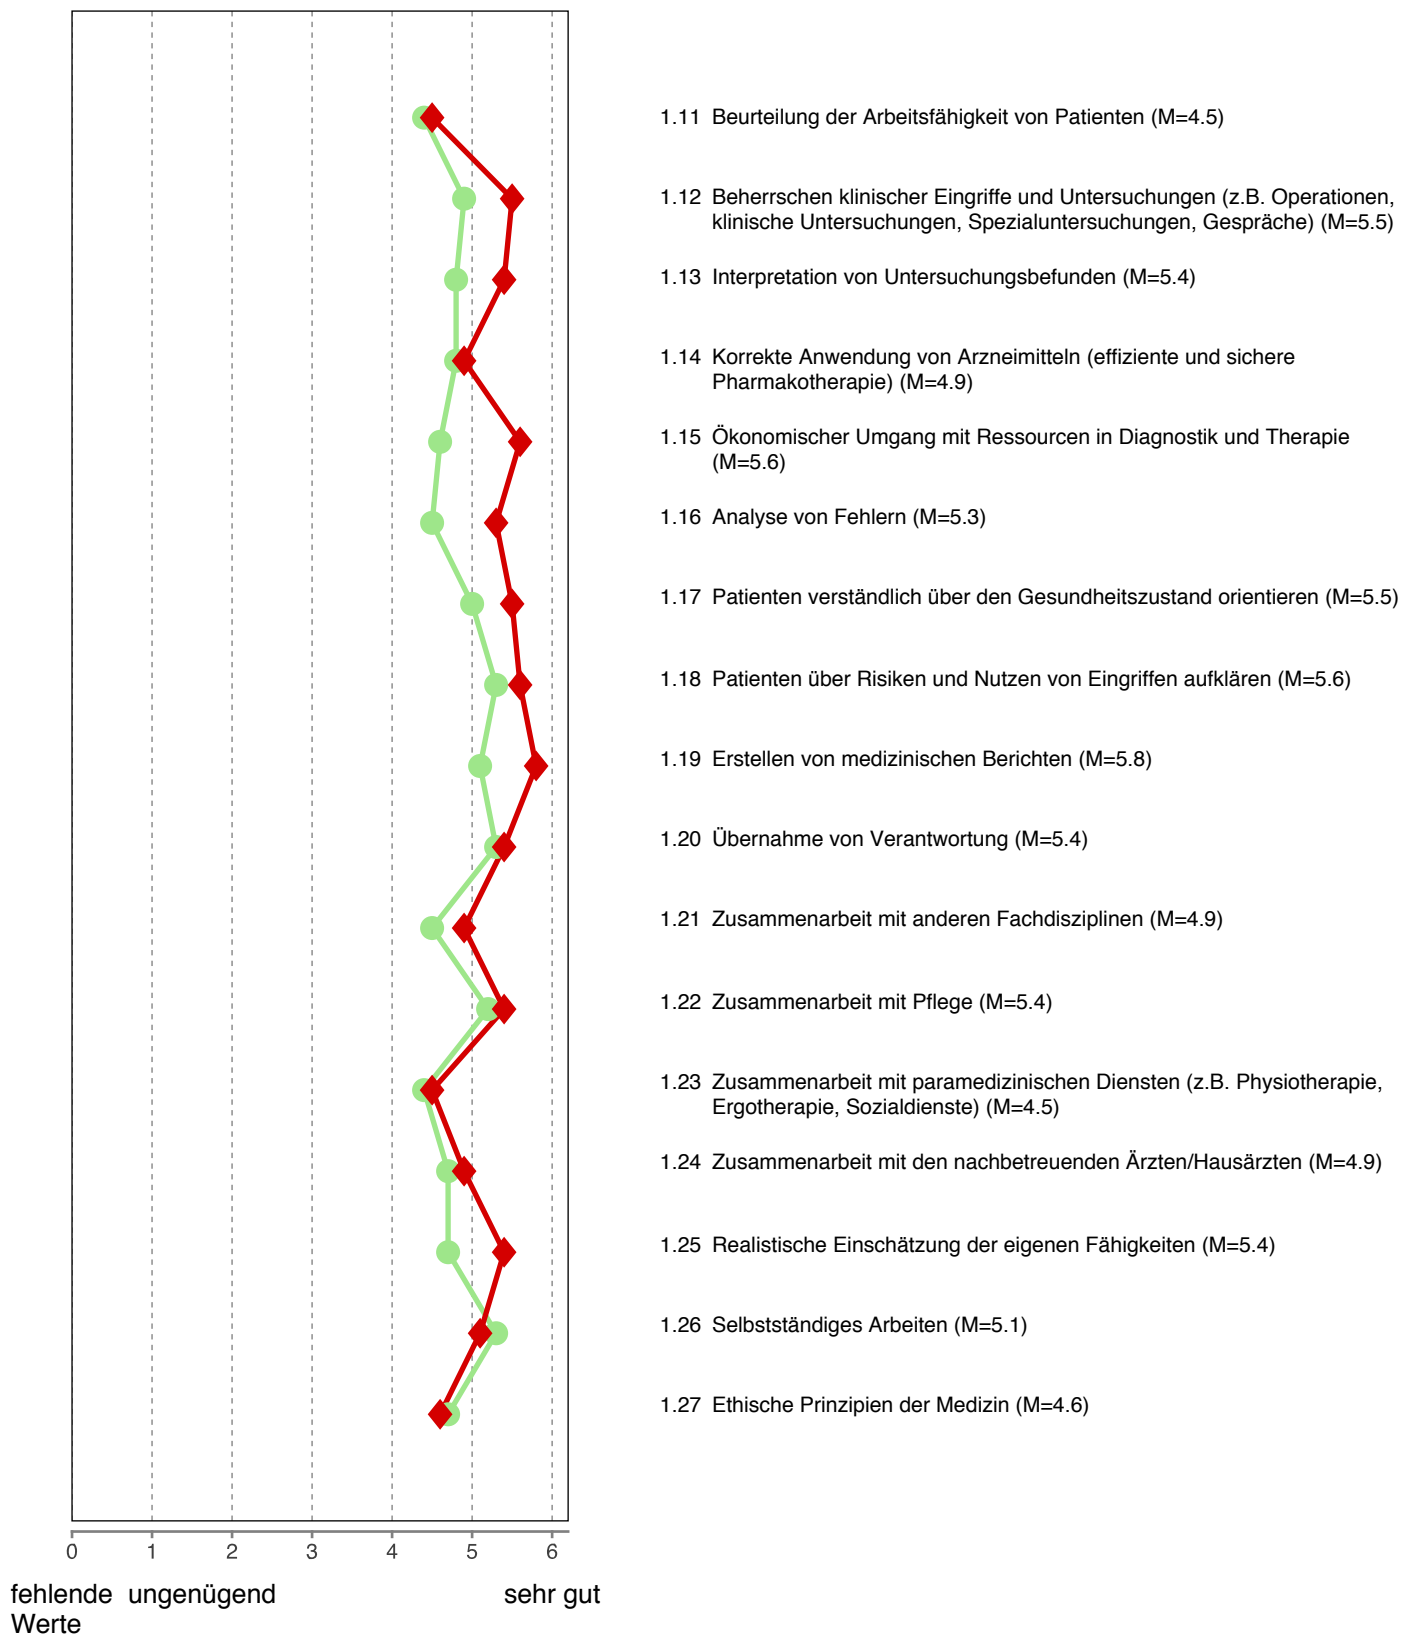 1.11 Beurteilung der Arbeitsfähigkeit von Patienten (M=4.5)
1.12 Beherrschen klinischer Eingriffe und Untersuchungen (z.B. Operationen,
klinische Untersuchungen, Spezialuntersuchungen, Gespräche) (M=5.5)
1.13 Interpretation von Untersuchungsbefunden (M=5.4)
1.14 Korrekte Anwendung von Arzneimitteln (effiziente und sichere
Pharmakotherapie) (M=4.9)
1.15 Ökonomischer Umgang mit Ressourcen in Diagnostik und Therapie
(M=5.6)
1.16 Analyse von Fehlern (M=5.3)
1.17 Patienten verständlich über den Gesundheitszustand orientieren (M=5.5)
1.18 Patienten über Risiken und Nutzen von Eingriffen aufklären (M=5.6)
1.19 Erstellen von medizinischen Berichten (M=5.8)
1.20 Übernahme von Verantwortung (M=5.4)
1.21 Zusammenarbeit mit anderen Fachdisziplinen (M=4.9)
1.22 Zusammenarbeit mit Pflege (M=5.4)
1.23 Zusammenarbeit mit paramedizinischen Diensten (z.B. Physiotherapie,
Ergotherapie, Sozialdienste) (M=4.5)
1.24 Zusammenarbeit mit den nachbetreuenden Ärzten/Hausärzten (M=4.9)
1.25 Realistische Einschätzung der eigenen Fähigkeiten (M=5.4)
1.26 Selbstständiges Arbeiten (M=5.1)
1.27 Ethische Prinzipien der Medizin (M=4.6)
0 1 2 3 4 5 6
fehlende ungenügend sehr gut
Werte